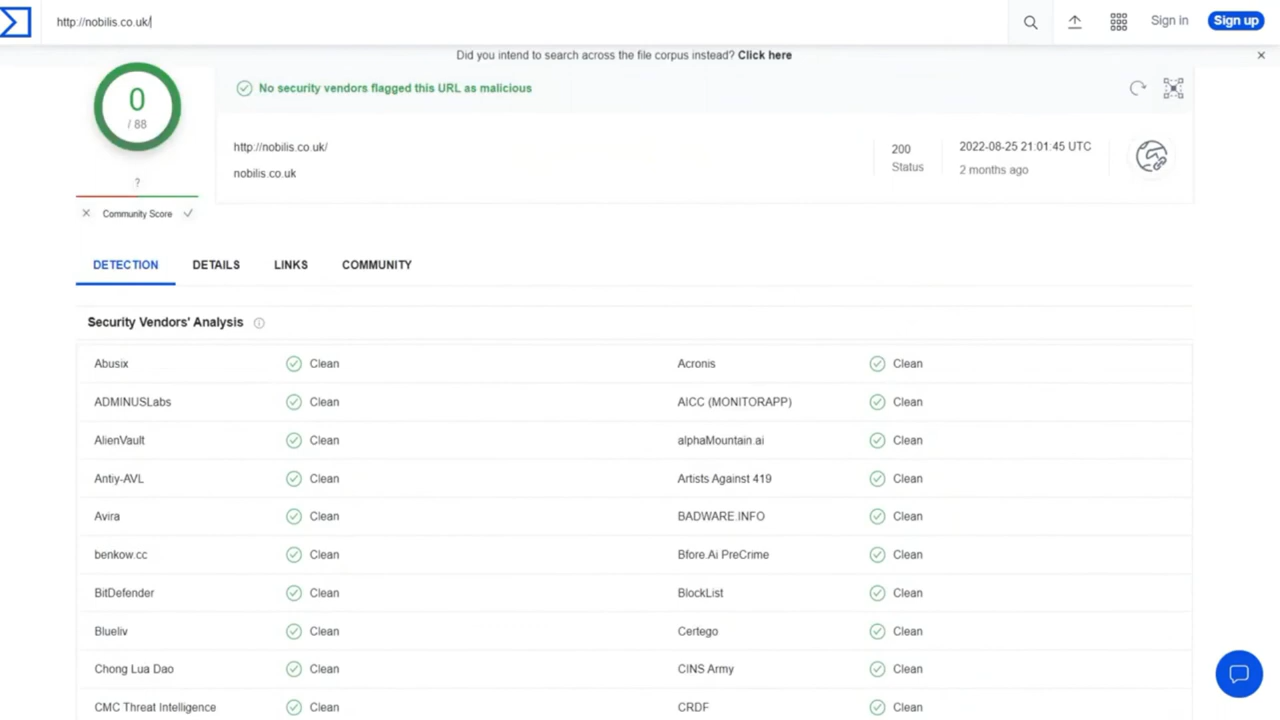 http://nobilis.co.uk/
Sign in
Sign up
Did you intend to search across the file corpus instead? Click here
0
/ 88
?
Community Score
No security vendors flagged this URL as malicious
http://nobilis.co.uk/
nobilis.co.uk
200
Status
2022-08-25 21:01:45 UTC
2 months ago
DETECTION DETAILS LINKS COMMUNITY
Security Vendors' Analysis
Abusix Clean Acronis Clean
ADMINUSLabs Clean AICC (MONITORAPP) Clean
AlienVault Clean alphaMountain.ai Clean
Antiy-AVL Clean Artists Against 419 Clean
Avira Clean BADWARE.INFO Clean
benkow.cc Clean Bfore.Ai PreCrime Clean
BitDefender Clean BlockList Clean
Blueliv Clean Certego Clean
Chong Lua Dao Clean CINS Army Clean
CMC Threat Intelligence Clean CRDF Clean